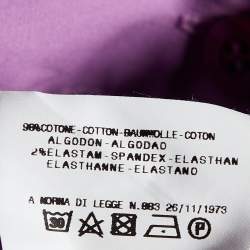 98%COTONE-COTTON-BAUMWOLLE-COTON
ALGODON-ALGODAO
2%ELASTAM-SPANDEX-ELASTHAN
ELASTHANNE-ELASTANO
A NORMA DI LEGGE N.883 26/11/1973
30
A